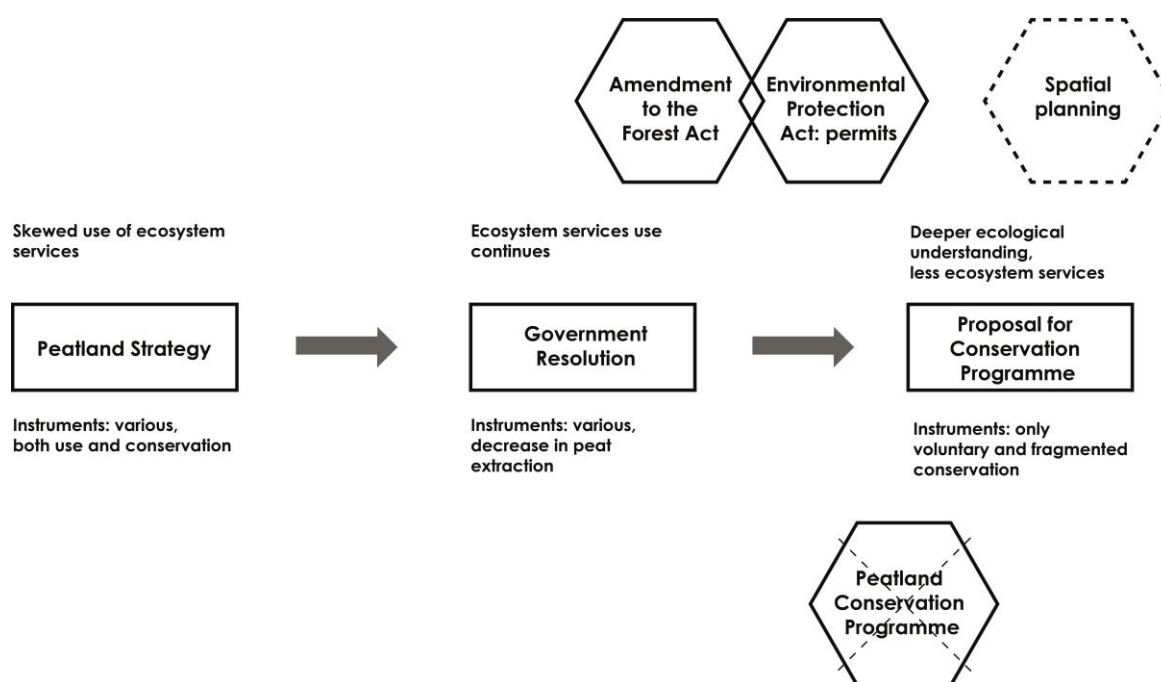 Amendment
to the
Forest Act
Environmental
Protection
Act: permits
Spatial
planning
Skewed use of ecosystem
services
Ecosystem services use
continues
Deeper ecological
understanding,
less ecosystem services
Peatland Strategy
Government
Resolution
Proposal for
Conservation
Programme
Instruments: various,
both use and conservation
Instruments: various,
decrease in peat
extraction
Instruments: only
voluntary and fragmented
conservation
Peatland
Conservation
Programme